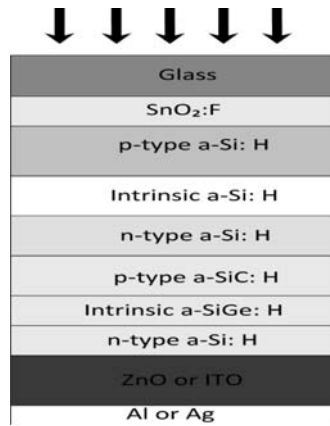 Glass
SnO₂:F
p-type a-Si: H
Intrinsic a-Si: H
n-type a-Si: H
p-type a-SiC: H
Intrinsic a-SiGe: H
n-type a-Si: H
ZnO or ITO
Al or Ag